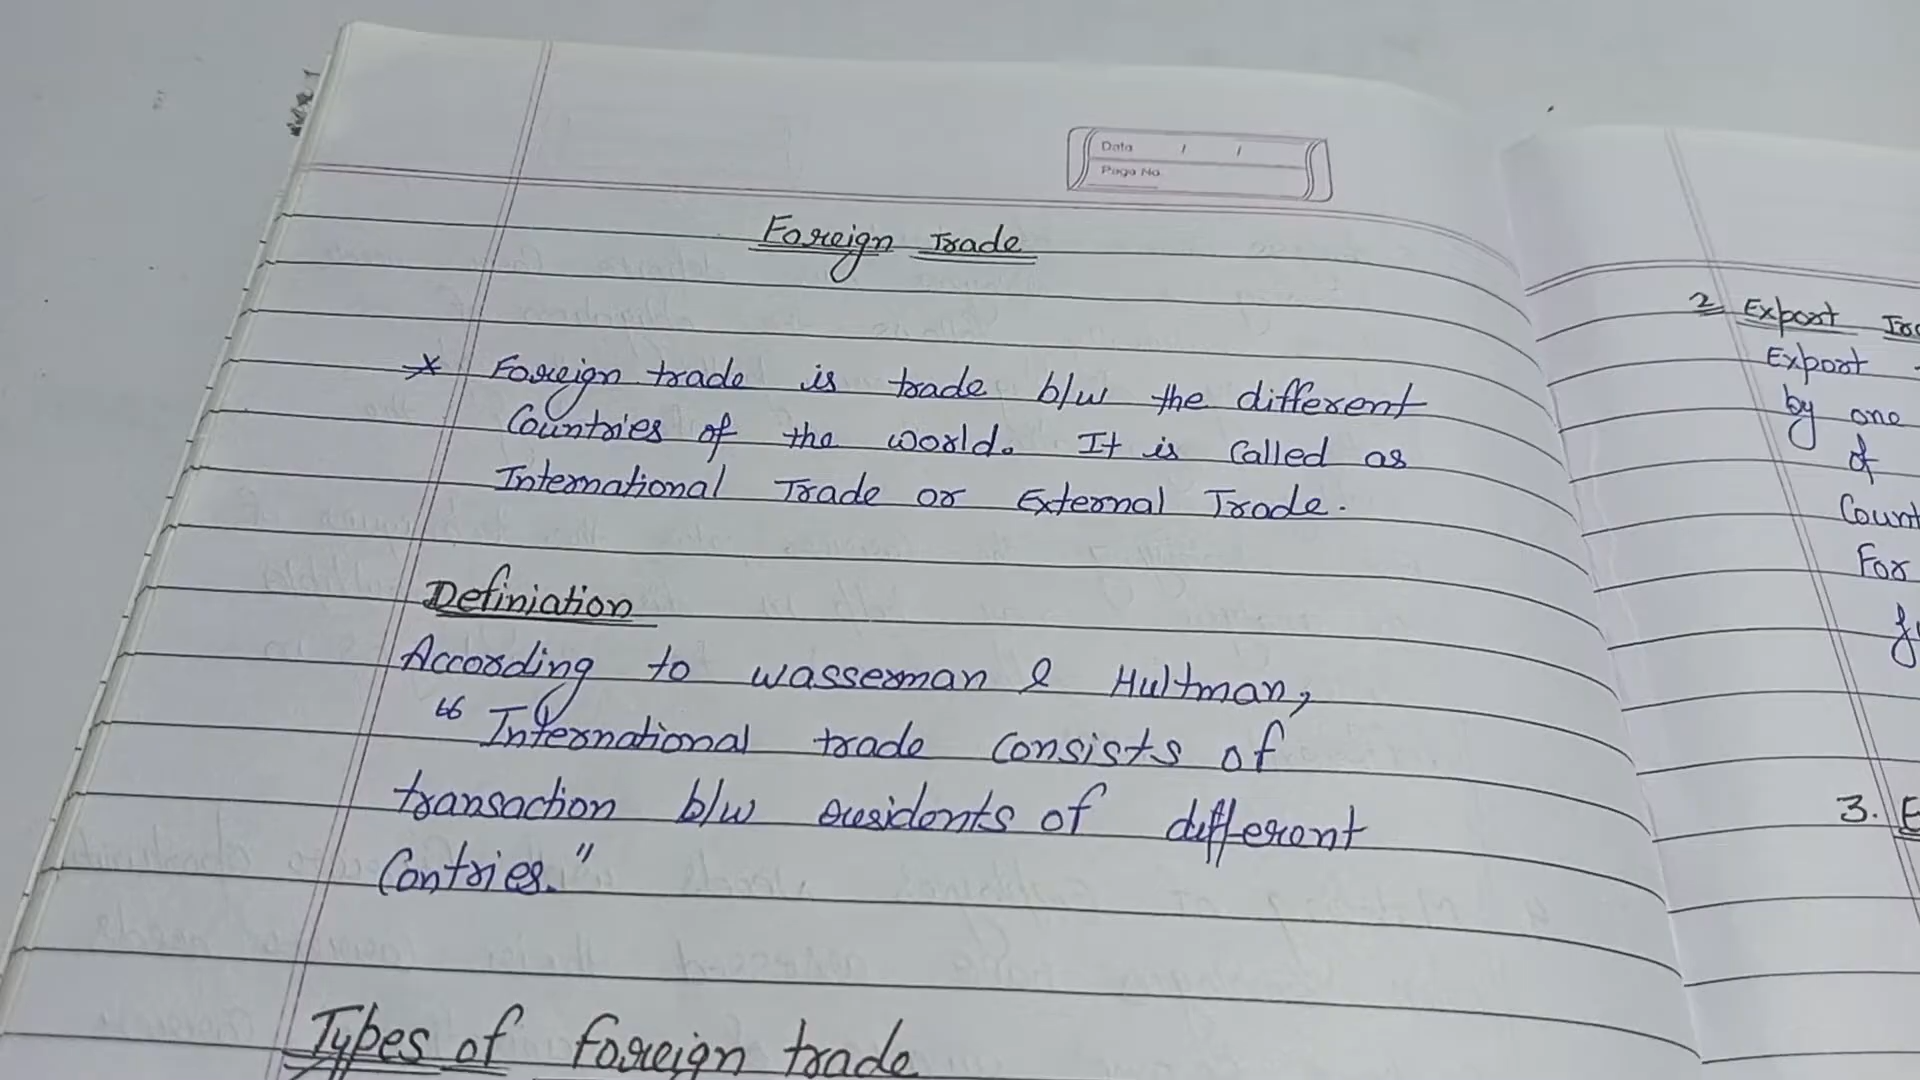 Data / /
Page No.
Foreign Trade
* Foreign trade is trade b/w the different
Countries of the world. It is called as
International Trade or External Trade.
Definiation
According to wasserman & Hultman,
“ International trade consists of
transaction b/w residents of different
Contries."
Types of foreign trade
2 Export
Export
by one
of
For
3.